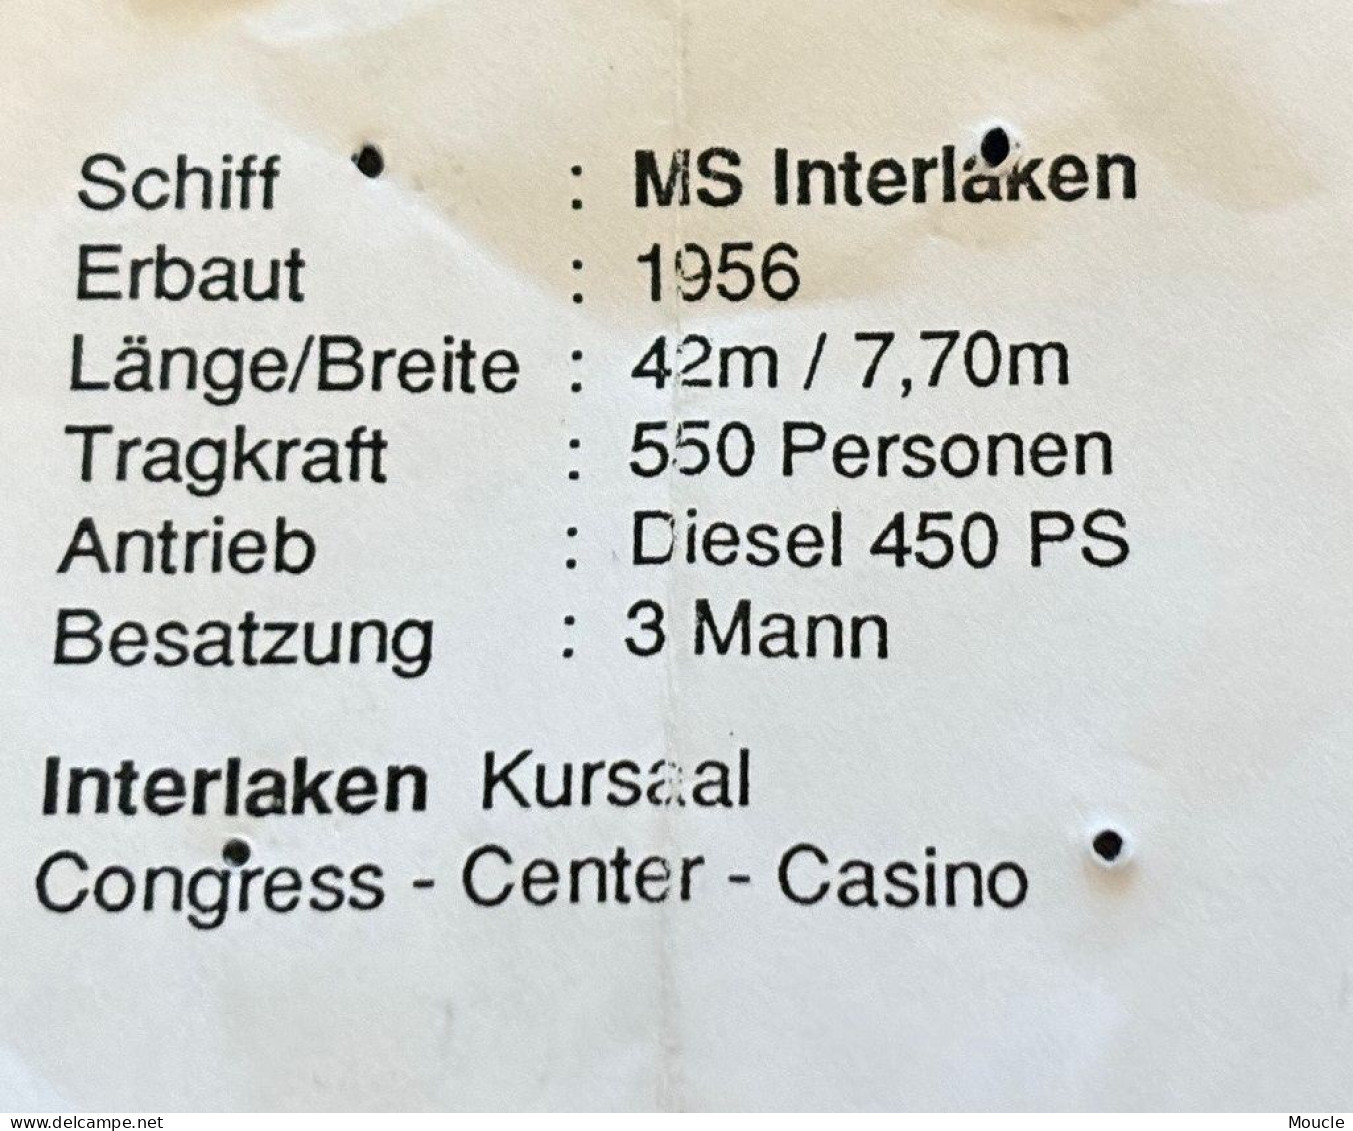 Schiff : MS Interlaken
Erbaut : 1956
Länge/Breite : 42m / 7,70m
Tragkraft : 550 Personen
Antrieb : Diesel 450 PS
Besatzung : 3 Mann
Interlaken Kursaal
Congress - Center - Casino
www.delcampe.net Moucle